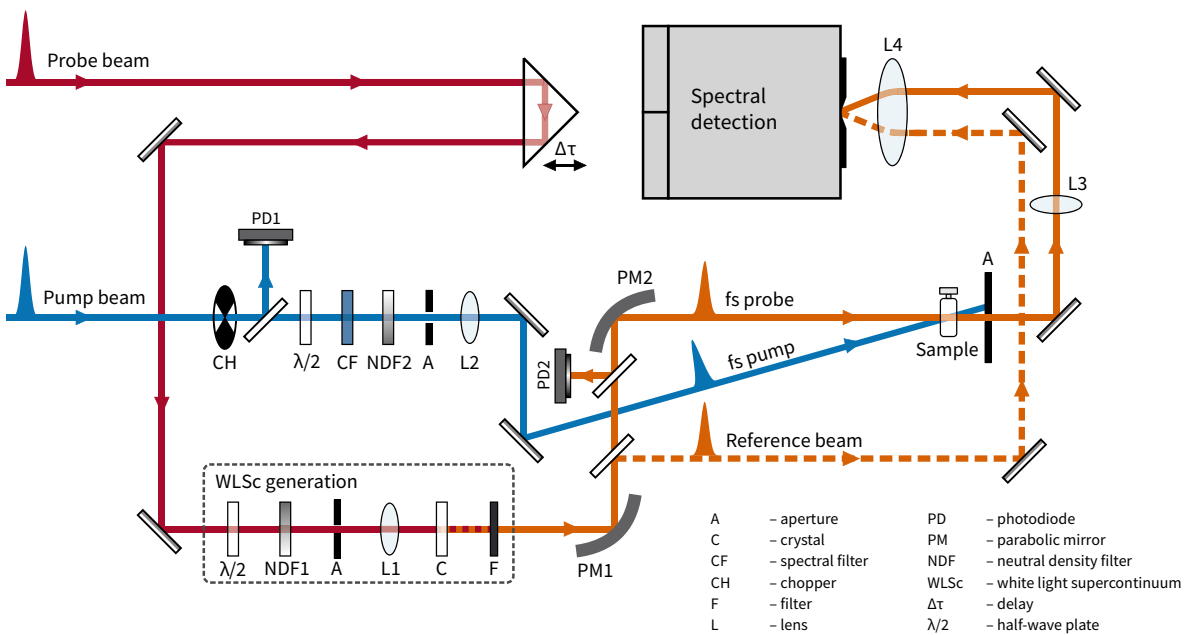 Probe beam
L4
Spectral
detection
Δτ
L3
PD1
PM2
A
Pump beam
fs probe
CH
λ/2
CF
NDF2
A
L2
PD2
fs pump
Sample
Reference beam
WLSc generation
λ/2
NDF1
A
L1
C
F
PM1
A – aperture
C – crystal
CF – spectral filter
CH – chopper
F – filter
L – lens
PD – photodiode
PM – parabolic mirror
NDF – neutral density filter
WLSc – white light supercontinuum
Δτ – delay
λ/2 – half-wave plate